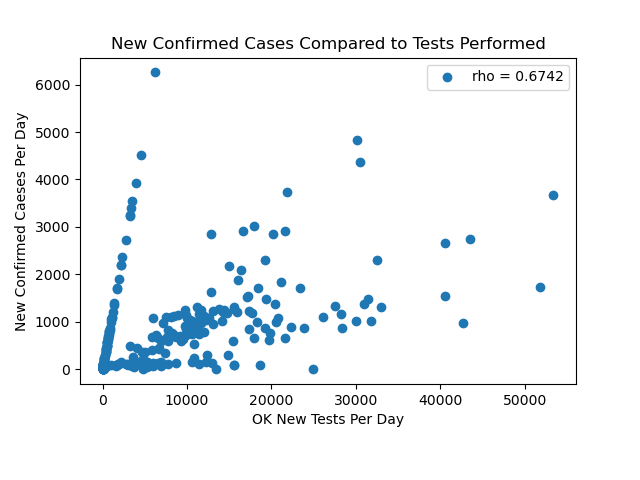 New Confirmed Cases Compared to Tests Performed
rho = 0.6742
6000
5000
4000
3000
2000
1000
0
New Confirmed Caeses Per Day
0 10000 20000 30000 40000 50000
OK New Tests Per Day